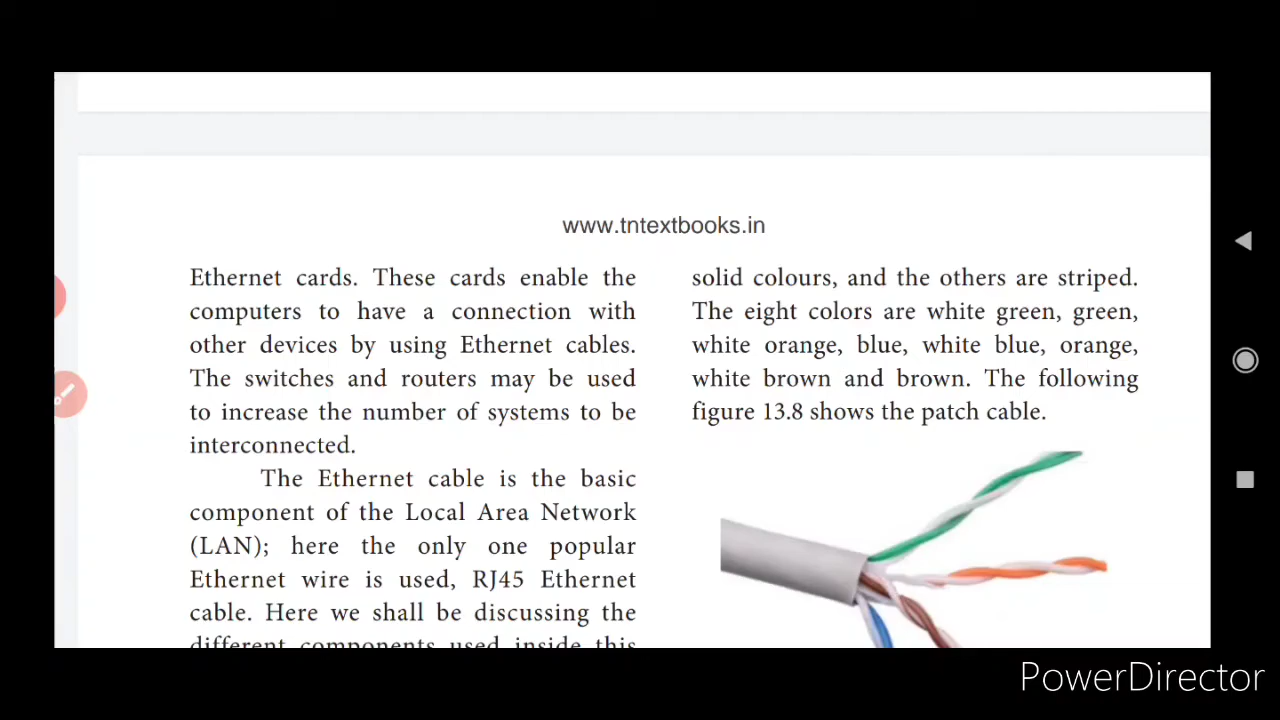 www.tntextbooks.in
Ethernet cards. These cards enable the
computers to have a connection with
other devices by using Ethernet cables.
The switches and routers may be used
to increase the number of systems to be
interconnected.
The Ethernet cable is the basic
component of the Local Area Network
(LAN); here the only one popular
Ethernet wire is used, RJ45 Ethernet
cable. Here we shall be discussing the
different components used inside this
solid colours, and the others are striped.
The eight colors are white green, green,
white orange, blue, white blue, orange,
white brown and brown. The following
figure 13.8 shows the patch cable.
PowerDirector